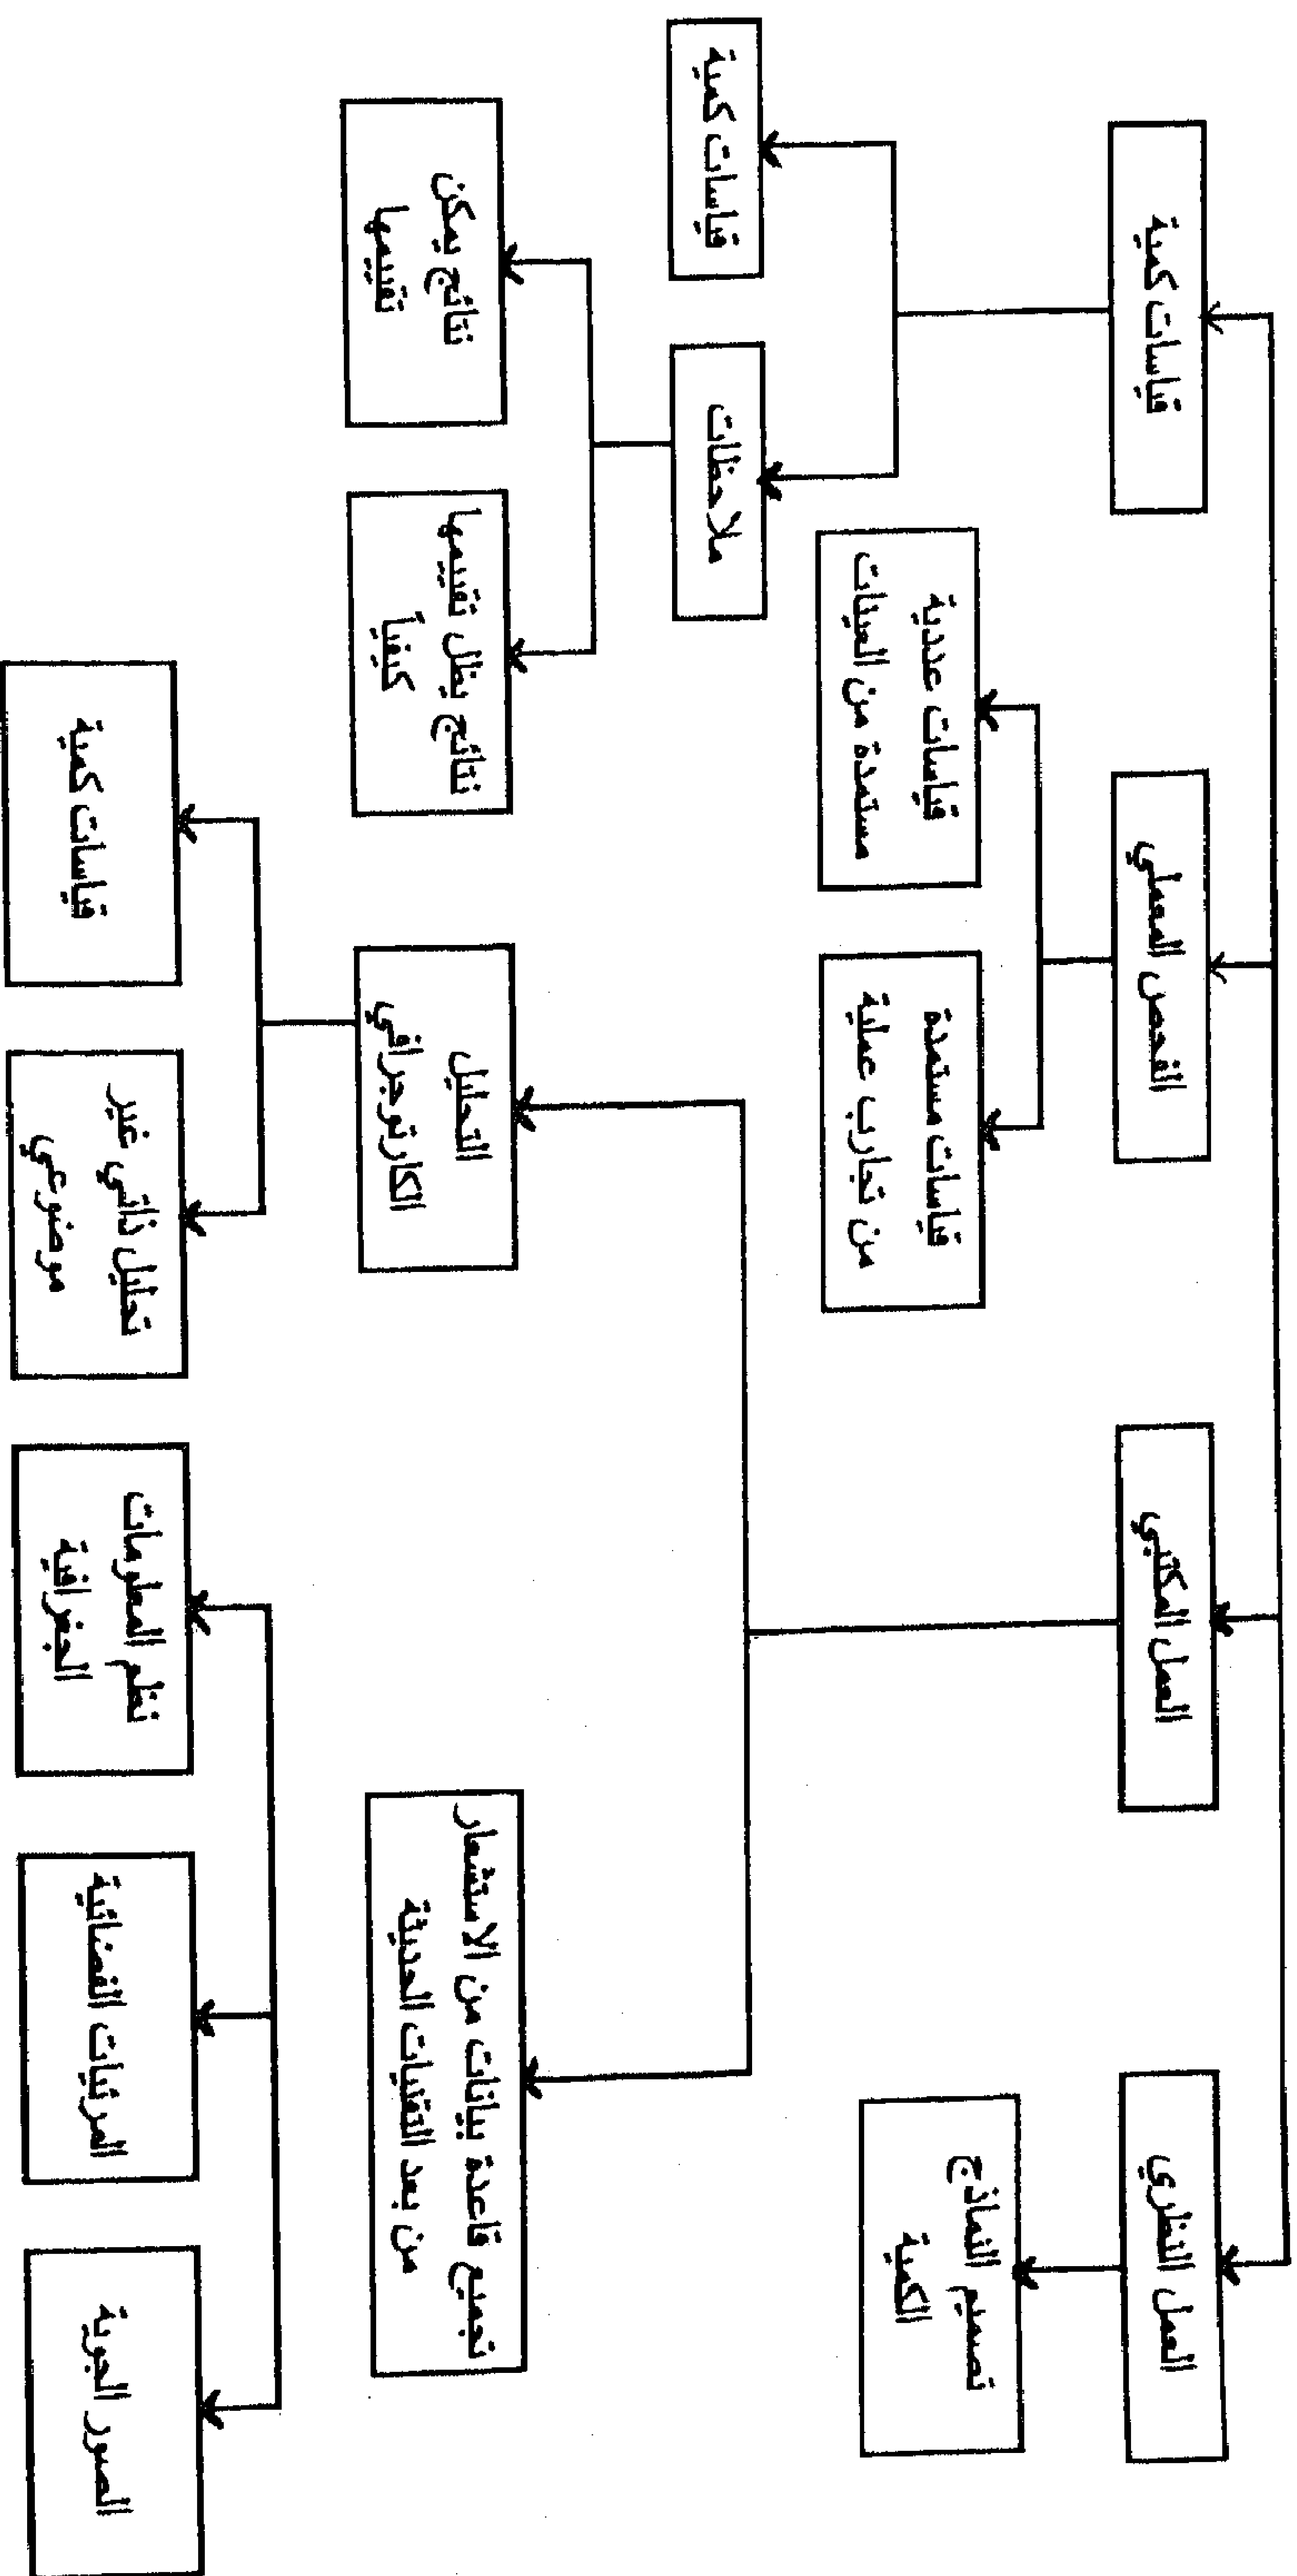 العمل النظري
العمل المكتبي
الفحص المعملي
قياسات كمية
تصميم النماذج
الكمية
قياسات مستمدة
من تجارب عملية
قياسات عددية
مستمدة من العينات
ملاحظات
قياسات كمية
تجميع قاعدة بيانات من الاستشعار
من بعد التقنيات الحديثة
التحليل
الكارتوجرافي
نتائج يظل تقييمها
كيفياً
نتائج يمكن
تقييمها
الصور الجوية
المرئيات الفضائية
نظم المعلومات
الجغرافية
تحليل ذاتي غير
موضوعي
قياسات كمية